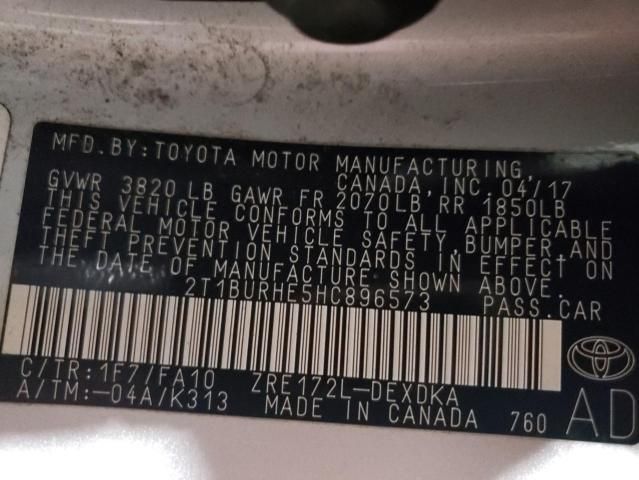 MFD. BY: TOYOTA MOTOR MANUFACTURING,
CANADA, INC. 04/17
GVWR 3820 LB GAWR FR 2070LB, RR 1850LB
THIS VEHICLE CONFORMS TO ALL APPLICABLE
FEDERAL MOTOR VEHICLE SAFETY, BUMPER AND
THEFT PREVENTION STANDARDS IN EFFECT ON
THE DATE OF MANUFACTURE SHOWN ABOVE.
2T1BURHE5HC896573 PASS.CAR
C/TR: 1F7/FA10 ZRE172L-DEXDKA
A/TM: -04A/K313 MADE IN CANADA 760
AD